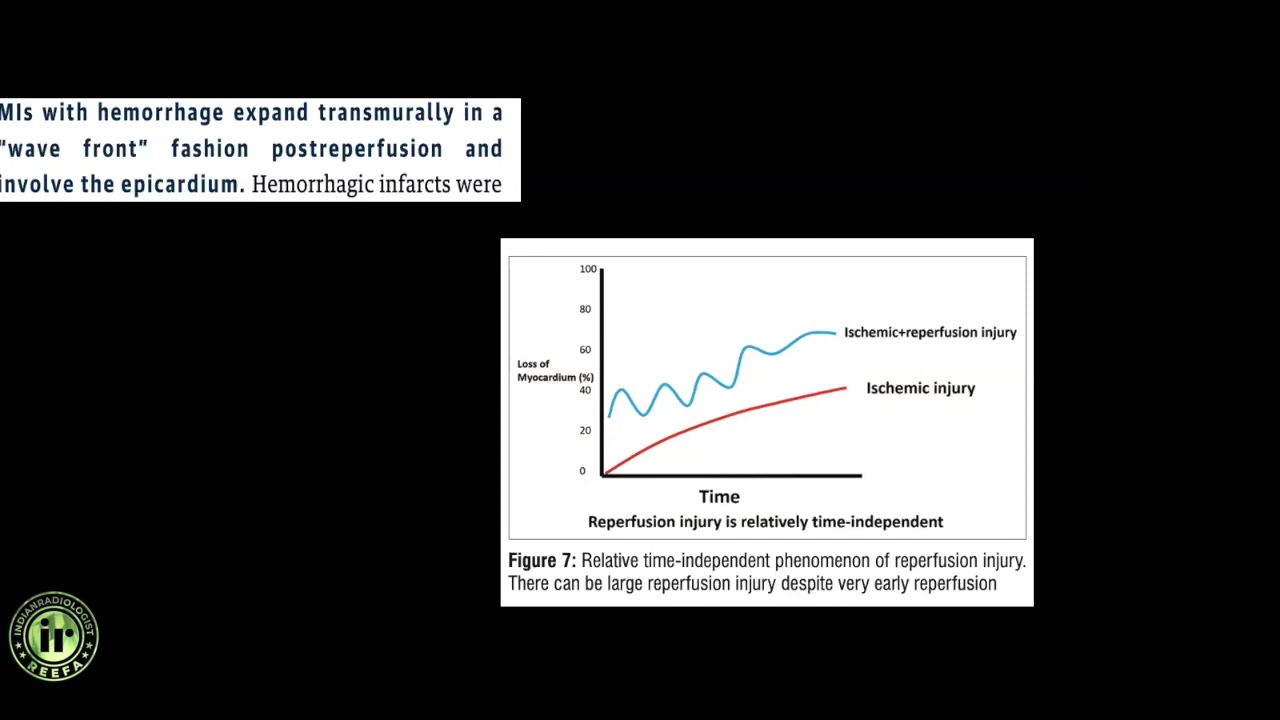 MIs with hemorrhage expand transmurally in a
"wave front" fashion postreperfusion and
involve the epicardium. Hemorrhagic infarcts were
100
80
60
40
20
0
Loss of
Myocardium (%)
Ischemic+reperfusion injury
Ischemic injury
Time
Reperfusion injury is relatively time-independent
Figure 7: Relative time-independent phenomenon of reperfusion injury.
There can be large reperfusion injury despite very early reperfusion
INDIANRADIOLOGIST
ir
REEFA